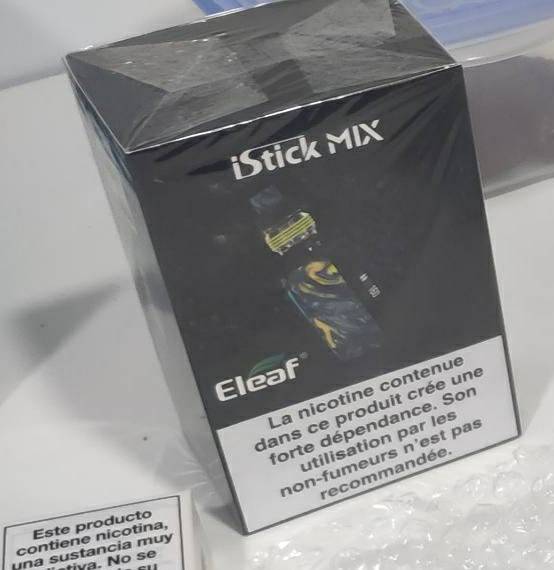 iStick MIX
Eleaf
La nicotine contenue
dans ce produit crée une
forte dépendance. Son
utilisation par les
non-fumeurs n'est pas
recommandée.
Este producto
contiene nicotina,
una sustancia muy
No se
su